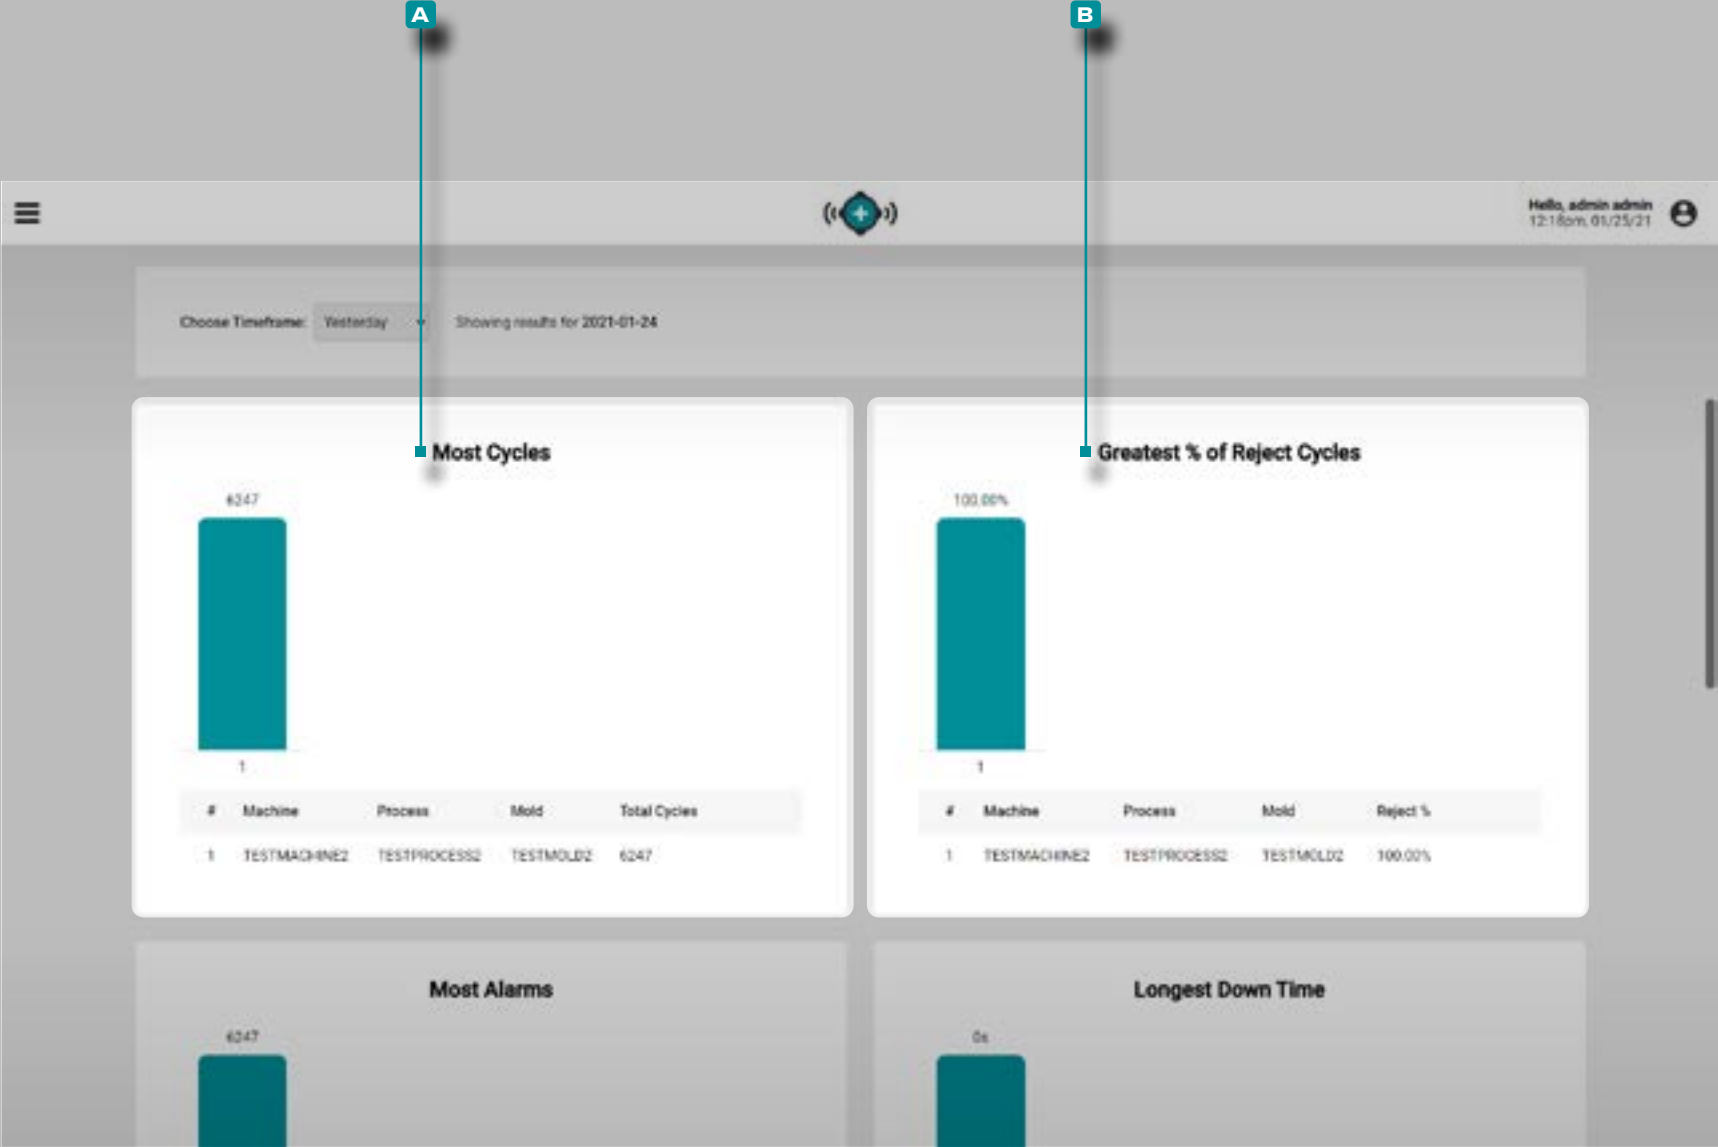 A
B
Hello, admin admin
12:18pm, 01/25/21
Choose Timeframe: Yesterday Showing results for 2021-01-24
Most Cycles
6247
1
# Machine Process Mold Total Cycles
1 TESTMACHINE2 TESTPROCESS2 TESTMOLD2 6247
Greatest % of Reject Cycles
100.00%
1
# Machine Process Mold Reject %
1 TESTMACHINE2 TESTPROCESS2 TESTMOLD2 100.00%
Most Alarms
6247
Longest Down Time
0s